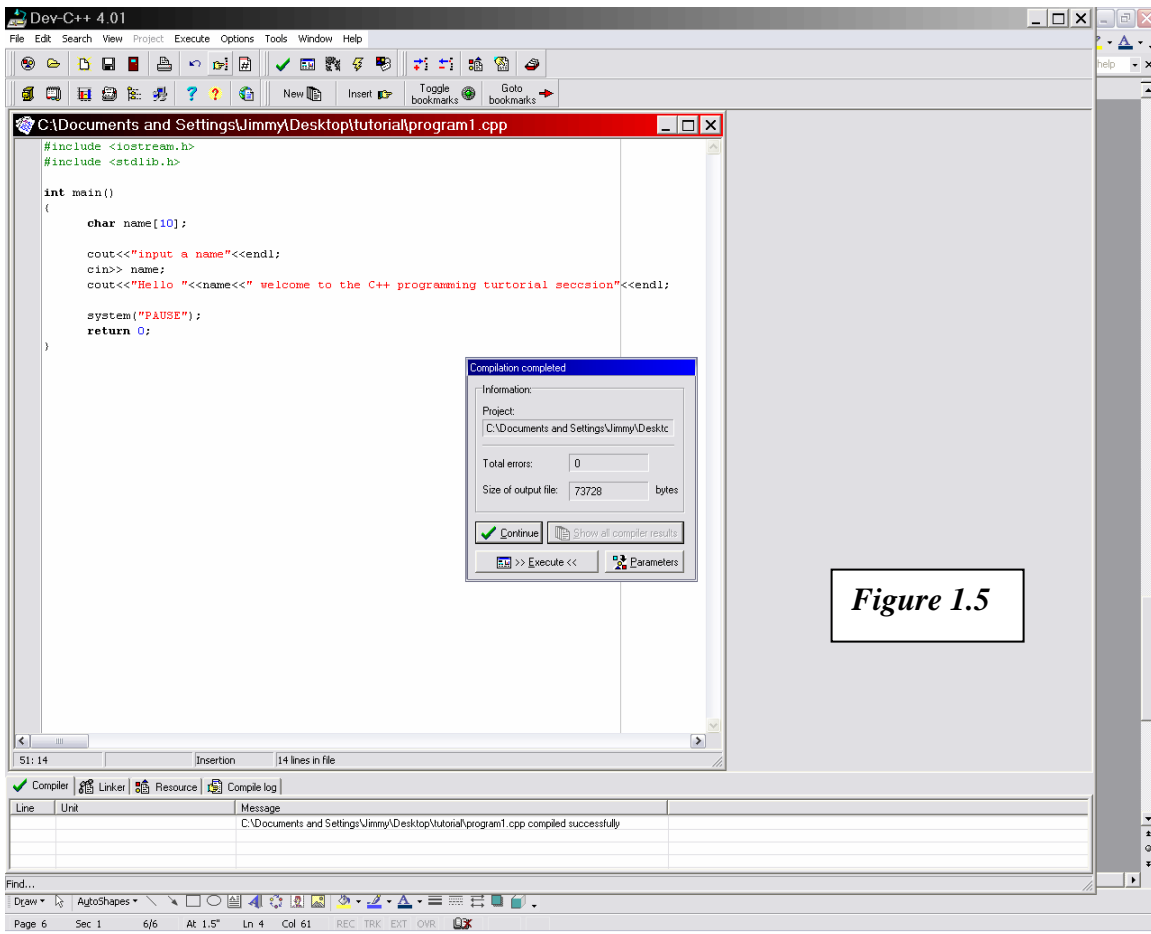 Dev-C++ 4.01
File Edit Search View Project Execute Options Tools Window Help
help
New Insert Toggle bookmarks Goto bookmarks
C:\Documents and Settings\Jimmy\Desktop\tutorial\program1.cpp
#include <iostream.h>
#include <stdlib.h>
int main()
{
char name[10];
cout<<"input a name"<<endl;
cin>> name;
cout<<"Hello "<<name<<" welcome to the C++ programming turtorial seccsion"<<endl;
system("PAUSE");
return 0;
}
Compilation completed
Information:
Project:
C:\Documents and Settings\Jimmy\Deskto
Total errors: 0
Size of output file: 73728 bytes
Continue Show all compiler results
>> Execute << Parameters
Figure 1.5
51: 14 Insertion 14 lines in file
Compiler Linker Resource Compile log
Line Unit Message
C:\Documents and Settings\Jimmy\Desktop\tutorial\program1.cpp compiled successfully
Find...
Draw AutoShapes
Page 6 Sec 1 6/6 At 1.5" Ln 4 Col 61 REC TRK EXT OVR